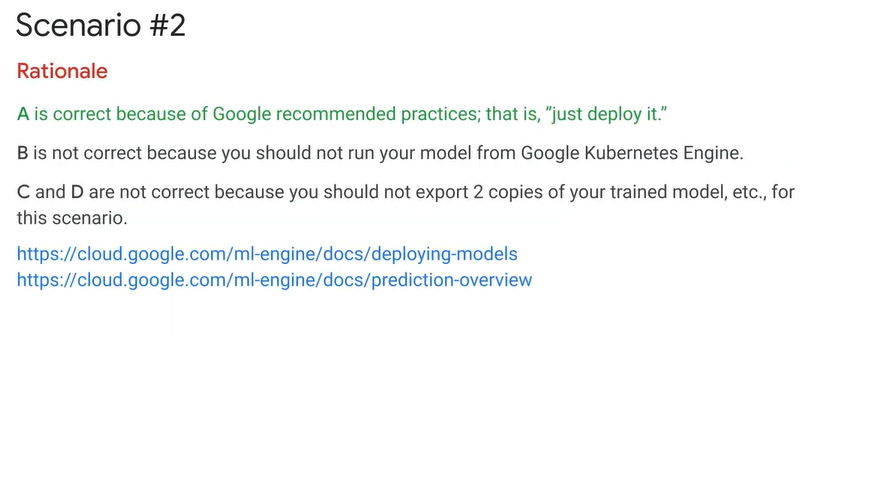 Scenario #2
Rationale
A is correct because of Google recommended practices; that is, ”just deploy it.”
B is not correct because you should not run your model from Google Kubernetes Engine.
C and D are not correct because you should not export 2 copies of your trained model, etc., for
this scenario.
https://cloud.google.com/ml-engine/docs/deploying-models
https://cloud.google.com/ml-engine/docs/prediction-overview